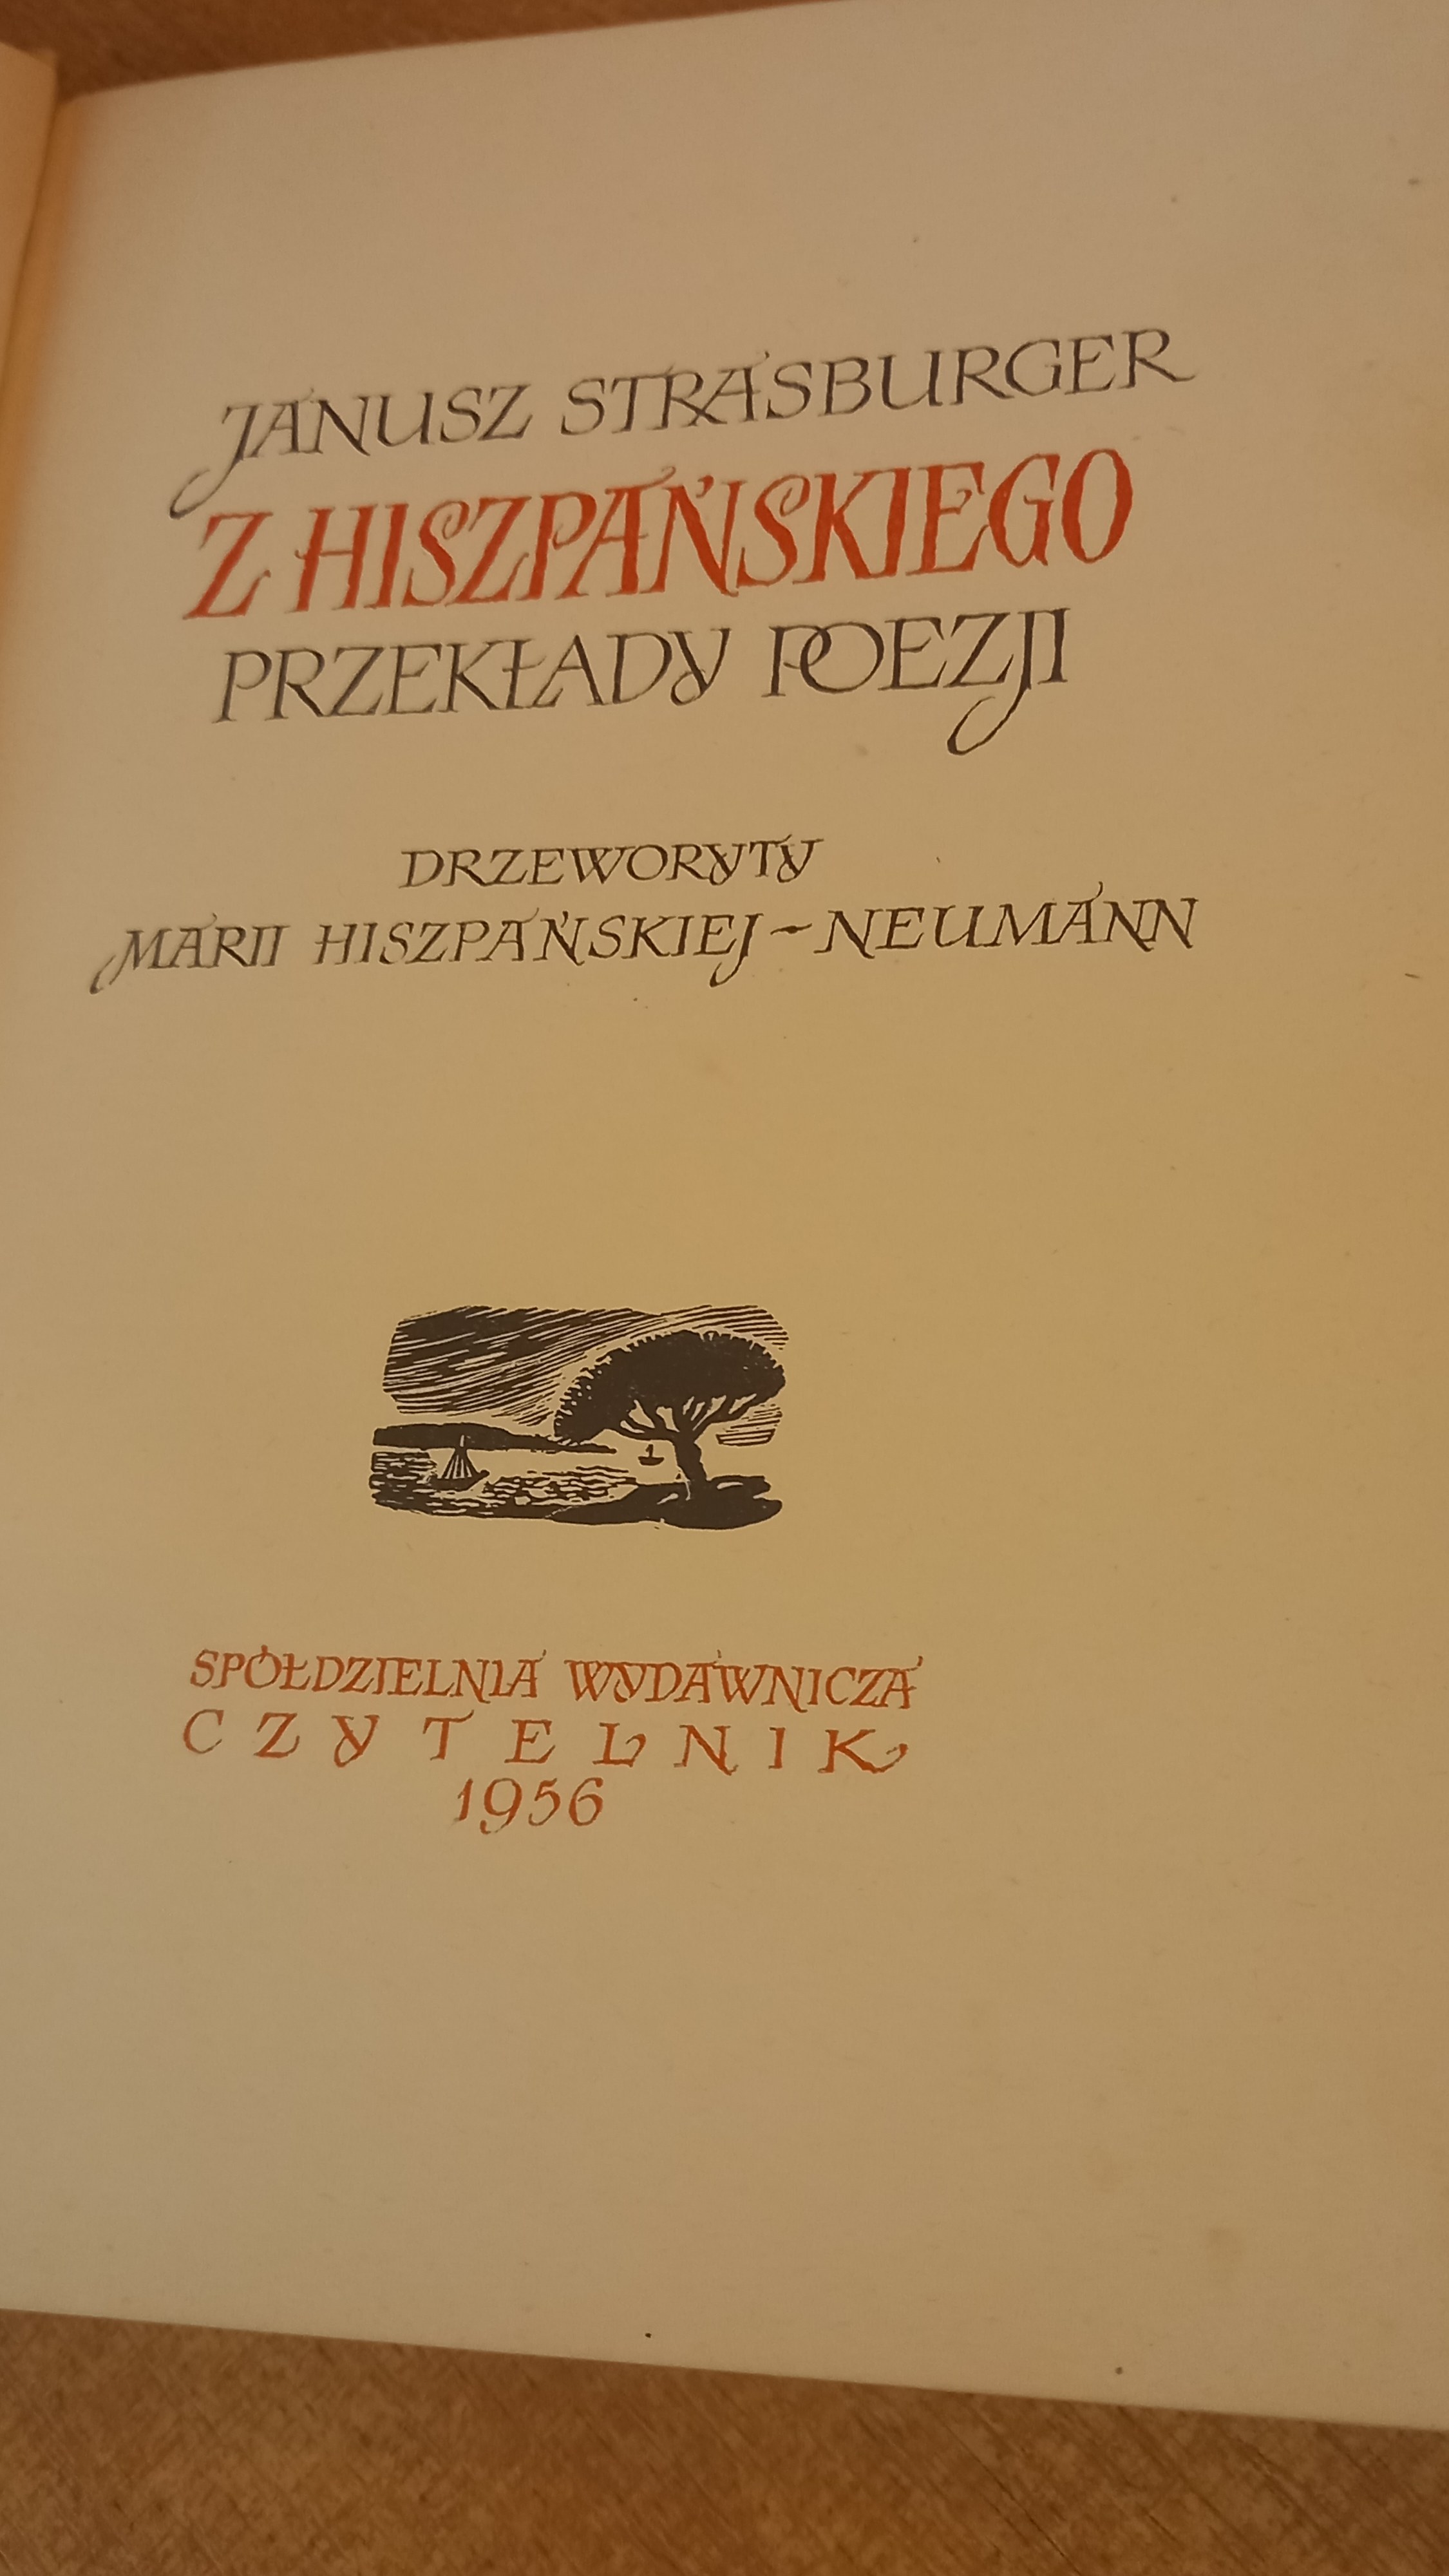 JANUSZ STRASBURGER
Z HISZPAŃSKIEGO
PRZEKŁADY POEZJI
DRZEWORYTY
MARII HISZPAŃSKIEJ-NEUMANN
SPÓŁDZIELNIA WYDAWNICZA
CZYTELNIK
1956